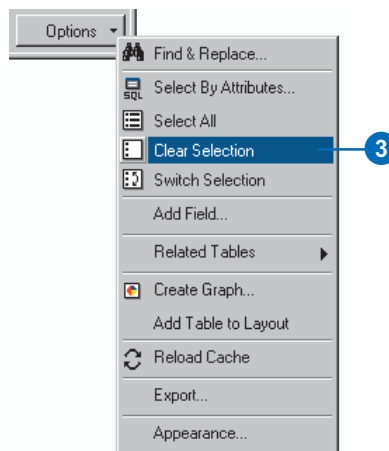 Options
Find & Replace...
SQL Select By Attributes...
Select All
Clear Selection 3
Switch Selection
Add Field...
Related Tables
Create Graph...
Add Table to Layout
Reload Cache
Export...
Appearance...